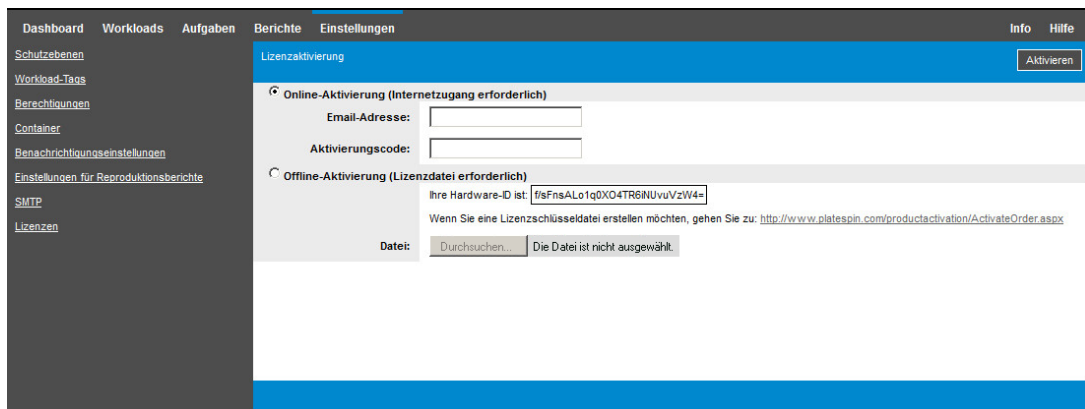 Dashboard Workloads Aufgaben Berichte Einstellungen Info Hilfe
Schutzebenen
Workload-Tags
Berechtigungen
Container
Benachrichtigungseinstellungen
Einstellungen für Reproduktionsberichte
SMTP
Lizenzen
Lizenzaktivierung
Aktivieren
Online-Aktivierung (Internetzugang erforderlich)
Email-Adresse:
Aktivierungscode:
Offline-Aktivierung (Lizenzdatei erforderlich)
Ihre Hardware-ID ist: f/sFnsALo1q0XO4TR6iNUvuVzW4=
Wenn Sie eine Lizenzschlüsseldatei erstellen möchten, gehen Sie zu: http://www.platespin.com/productactivation/ActivateOrder.aspx
Datei: Durchsuchen... Die Datei ist nicht ausgewählt.